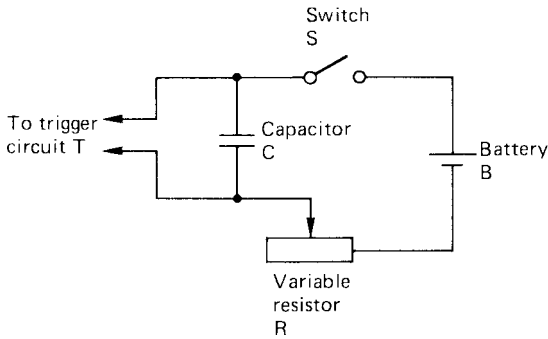 Switch
S
To trigger
circuit T
Capacitor
C
Battery
B
Variable
resistor
R